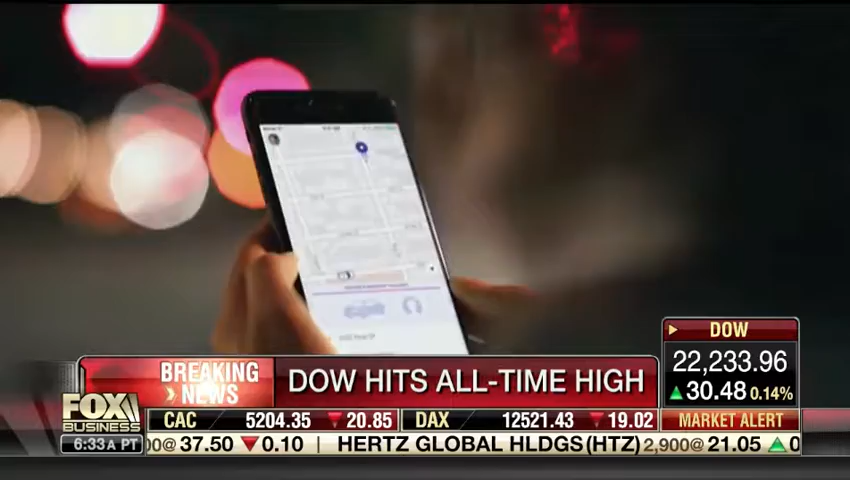 DOW
22,233.96
30.48 0.14%
MARKET ALERT
BREAKING NEWS
DOW HITS ALL-TIME HIGH
FOX
BUSINESS
6:33A PT
CAC 5204.35 20.85 DAX 12521.43 19.02
00@ 37.50 0.10 | HERTZ GLOBAL HLDGS(HTZ) 2,900@ 21.05 0